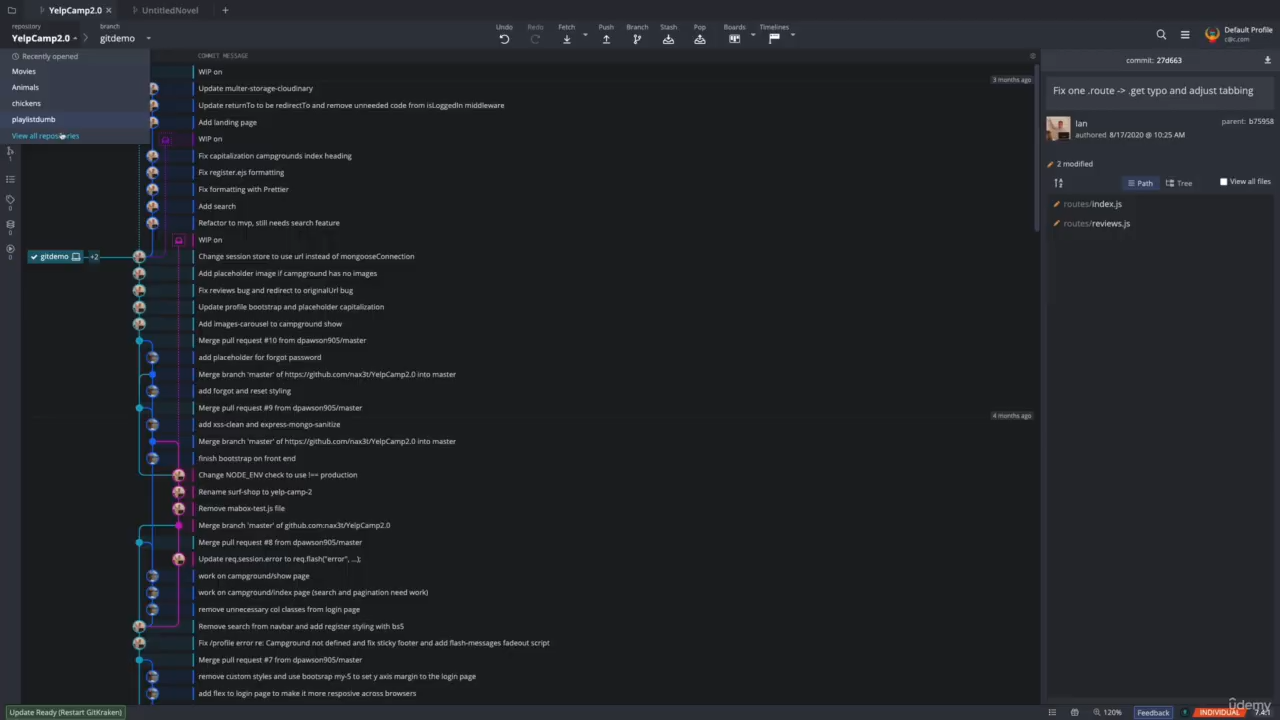 YelpCamp2.0 ×
UntitledNovel
+
repository
YelpCamp2.0
branch
gitdemo
Undo
Redo
Fetch
Push
Branch
Stash
Pop
Boards
Timelines
Default Profile
c@c.com
Recently opened
Movies
Animals
chickens
playlistdumb
View all repositories
gitdemo
+2
COMMIT MESSAGE
WIP on
3 months ago
Update multer-storage-cloudinary
Update returnTo to be redirectTo and remove unneeded code from isLoggedIn middleware
Add landing page
WIP on
Fix capitalization campgrounds index heading
Fix register.ejs formatting
Fix formatting with Prettier
Add search
Refactor to mvp, still needs search feature
WIP on
Change session store to use url instead of mongooseConnection
Add placeholder image if campground has no images
Fix reviews bug and redirect to originalUrl bug
Update profile bootstrap and placeholder capitalization
Add images-carousel to campground show
Merge pull request #10 from dpawson905/master
add placeholder for forgot password
Merge branch 'master' of https://github.com/nax3t/YelpCamp2.0 into master
add forgot and reset styling
Merge pull request #9 from dpawson905/master
4 months ago
add xss-clean and express-mongo-sanitize
Merge branch 'master' of https://github.com/nax3t/YelpCamp2.0 into master
finish bootstrap on front end
Change NODE_ENV check to use !== production
Rename surf-shop to yelp-camp-2
Remove mabox-test.js file
Merge branch 'master' of github.com:nax3t/YelpCamp2.0
Merge pull request #8 from dpawson905/master
Update req.session.error to req.flash("error", ...);
work on campground/show page
work on campground/index page (search and pagination need work)
remove unnecessary col classes from login page
Remove search from navbar and add register styling with bs5
Fix /profile error re: Campground not defined and fix sticky footer and add flash-messages fadeout script
Merge pull request #7 from dpawson905/master
remove custom styles and use bootsrap my-5 to set y axis margin to the login page
add flex to login page to make it more resposive across browsers
commit: 27d663
Fix one .route -> .get typo and adjust tabbing
Ian
authored 8/17/2020 @ 10:25 AM
parent: b75958
2 modified
Path
Tree
View all files
routes/index.js
routes/reviews.js
Update Ready (Restart GitKraken)
120%
Feedback
INDIVIDUAL
udemy